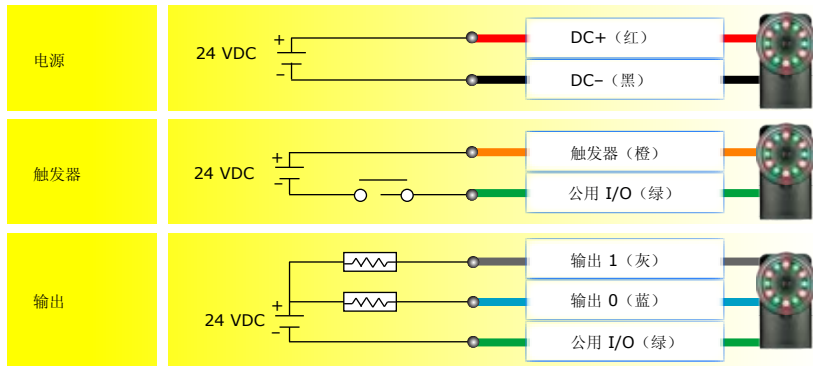 电源
24 VDC
+
−
DC+（红）
DC−（黑）
触发器
24 VDC
+
−
触发器（橙）
公用 I/O（绿）
输出
24 VDC
+
−
输出 1（灰）
输出 0（蓝）
公用 I/O（绿）